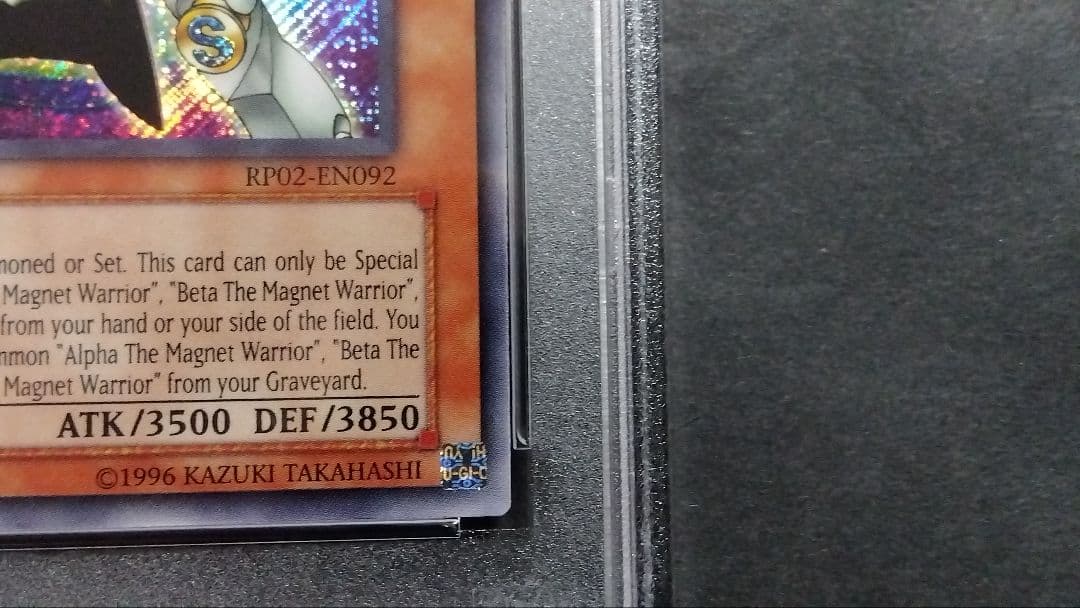 S
RP02-EN092
moned or Set. This card can only be Special
Magnet Warrior", "Beta The Magnet Warrior",
from your hand or your side of the field. You
mmon "Alpha The Magnet Warrior", "Beta The
Magnet Warrior" from your Graveyard.
ATK/3500 DEF/3850
©1996 KAZUKI TAKAHASHI